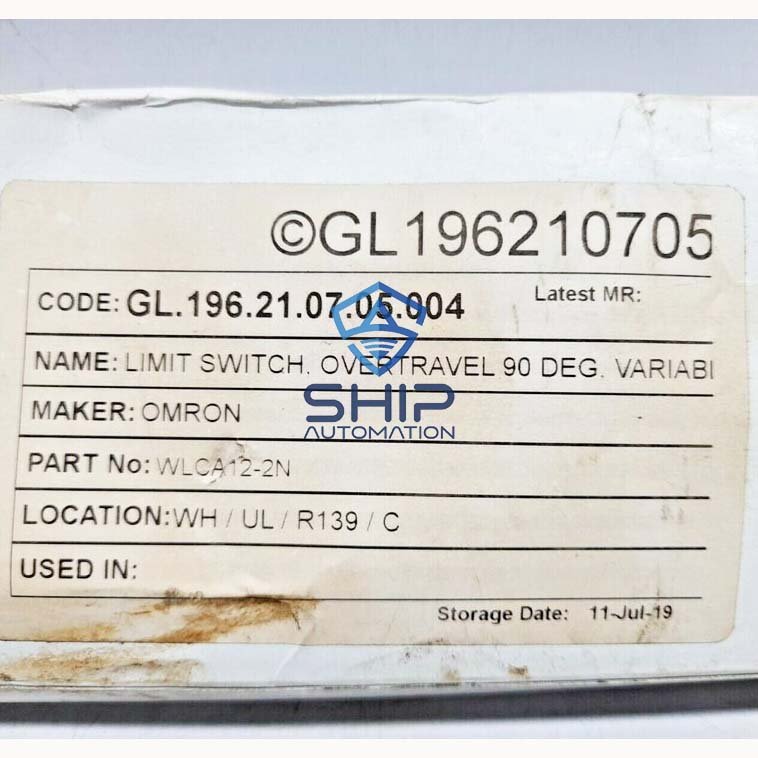 ©GL196210705
CODE: GL.196.21.07.05.004 Latest MR:
NAME: LIMIT SWITCH. OVERTRAVEL 90 DEG. VARIABI
SHIP
AUTOMATION
MAKER: OMRON
PART No: WLCA12-2N
LOCATION: WH / UL / R139 / C
USED IN:
Storage Date: 11-Jul-19